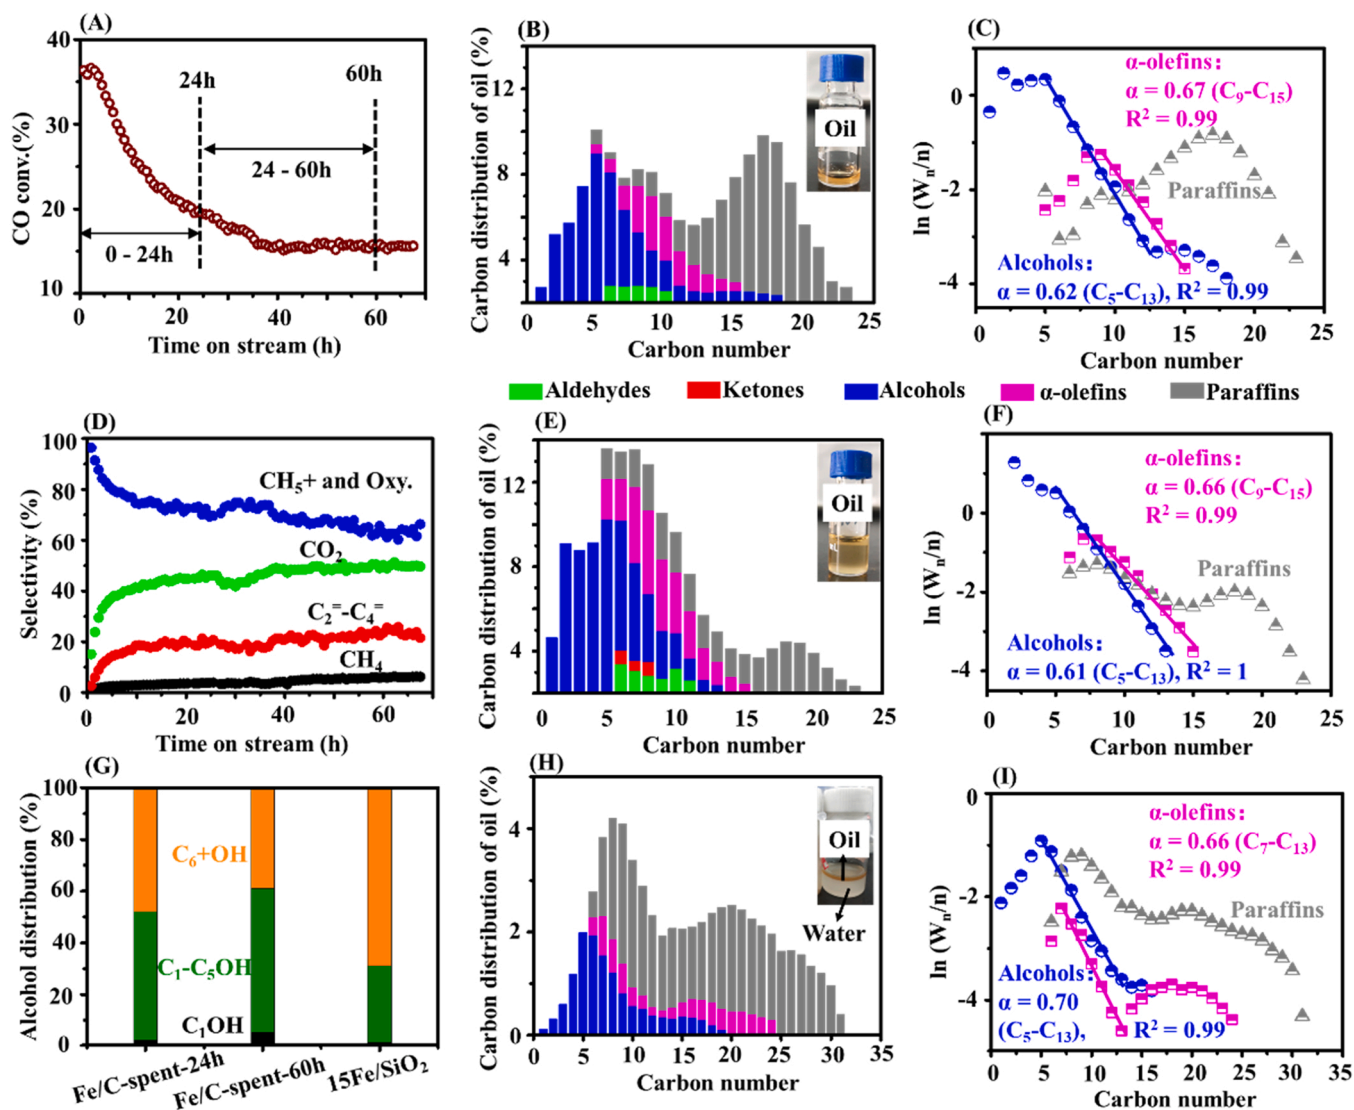 (A)
CO conv.(%)
40
30
20
10
24h
60h
24 - 60h
0 - 24h
0
20
40
60
Time on stream (h)
(B)
Carbon distribution of oil (%)
12
8
4
Oil
0
5
10
15
20
25
Carbon number
(C)
ln (Wn/n)
0
-2
-4
α-olefins:
α = 0.67 (C9-C15)
R2 = 0.99
Paraffins
Alcohols:
α = 0.62 (C5-C13), R2 = 0.99
0
5
10
15
20
25
Carbon number
Aldehydes
Ketones
Alcohols
α-olefins
Paraffins
(D)
Selectivity (%)
100
80
60
40
20
0
CH5+ and Oxy.
CO2
C2=-C4=
CH4
0
20
40
60
Time on stream (h)
(E)
Carbon distribution of oil (%)
12
8
4
Oil
0
5
10
15
20
25
Carbon number
(F)
ln (Wn/n)
0
-2
-4
α-olefins:
α = 0.66 (C9-C15)
R2 = 0.99
Paraffins
Alcohols:
α = 0.61 (C5-C13), R2 = 1
0
5
10
15
20
25
Carbon number
(G)
Alcohol distribution (%)
100
80
60
40
20
0
C6+OH
C1-C5OH
C1OH
Fe/C-spent-24h
Fe/C-spent-60h
15Fe/SiO2
(H)
Carbon distribution of oil (%)
4
2
0
Oil
Water
0
5
10
15
20
25
30
35
Carbon number
(I)
ln (Wn/n)
0
-2
-4
α-olefins:
α = 0.66 (C7-C13)
R2 = 0.99
Paraffins
Alcohols:
α = 0.70
(C5-C13), R2 = 0.99
0
5
10
15
20
25
30
35
Carbon number